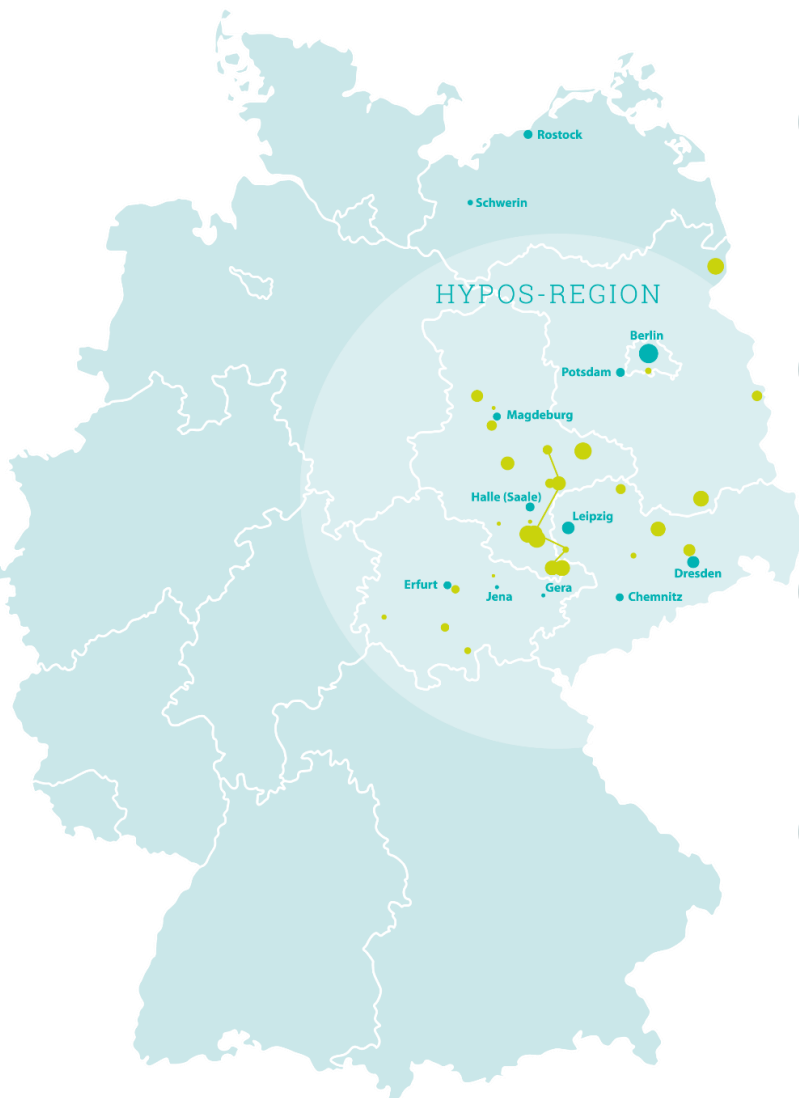 Rostock
Schwerin
HYPOS-REGION
Berlin
Potsdam
Magdeburg
Halle (Saale)
Leipzig
Dresden
Erfurt
Jena
Gera
Chemnitz